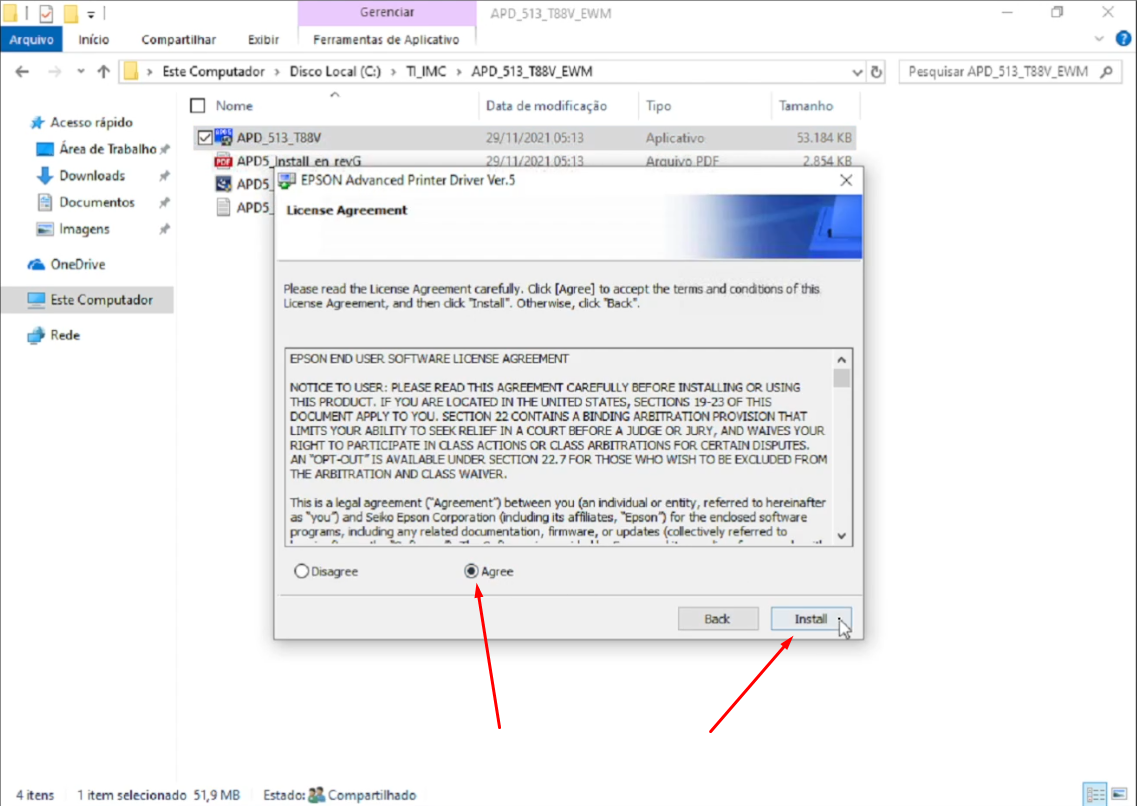 Gerenciar
APD_513_T88V_EWM
Arquivo
Início
Compartilhar
Exibir
Ferramentas de Aplicativo
Este Computador > Disco Local (C:) > TI_IMC > APD_513_T88V_EWM
Pesquisar APD_513_T88V_EWM
Nome
Data de modificação
Tipo
Tamanho
Acesso rápido
Área de Trabalho
Downloads
Documentos
Imagens
OneDrive
Este Computador
Rede
APD_513_T88V 29/11/2021 05:13 Aplicativo 53.184 KB
APD5_Install_en_revG 29/11/2021 05:13 Arquivo PDF 2.854 KB
APD5_
APD5_
EPSON Advanced Printer Driver Ver.5
License Agreement
Please read the License Agreement carefully. Click [Agree] to accept the terms and conditions of this
License Agreement, and then click "Install". Otherwise, click "Back".
EPSON END USER SOFTWARE LICENSE AGREEMENT
NOTICE TO USER: PLEASE READ THIS AGREEMENT CAREFULLY BEFORE INSTALLING OR USING
THIS PRODUCT. IF YOU ARE LOCATED IN THE UNITED STATES, SECTIONS 19-23 OF THIS
DOCUMENT APPLY TO YOU. SECTION 22 CONTAINS A BINDING ARBITRATION PROVISION THAT
LIMITS YOUR ABILITY TO SEEK RELIEF IN A COURT BEFORE A JUDGE OR JURY, AND WAIVES YOUR
RIGHT TO PARTICIPATE IN CLASS ACTIONS OR CLASS ARBITRATIONS FOR CERTAIN DISPUTES.
AN "OPT-OUT" IS AVAILABLE UNDER SECTION 22.7 FOR THOSE WHO WISH TO BE EXCLUDED FROM
THE ARBITRATION AND CLASS WAIVER.
This is a legal agreement ("Agreement") between you (an individual or entity, referred to hereinafter
as "you") and Seiko Epson Corporation (including its affiliates, "Epson") for the enclosed software
programs, including any related documentation, firmware, or updates (collectively referred to
Disagree
Agree
Back
Install
4 itens
1 item selecionado 51,9 MB
Estado: Compartilhado